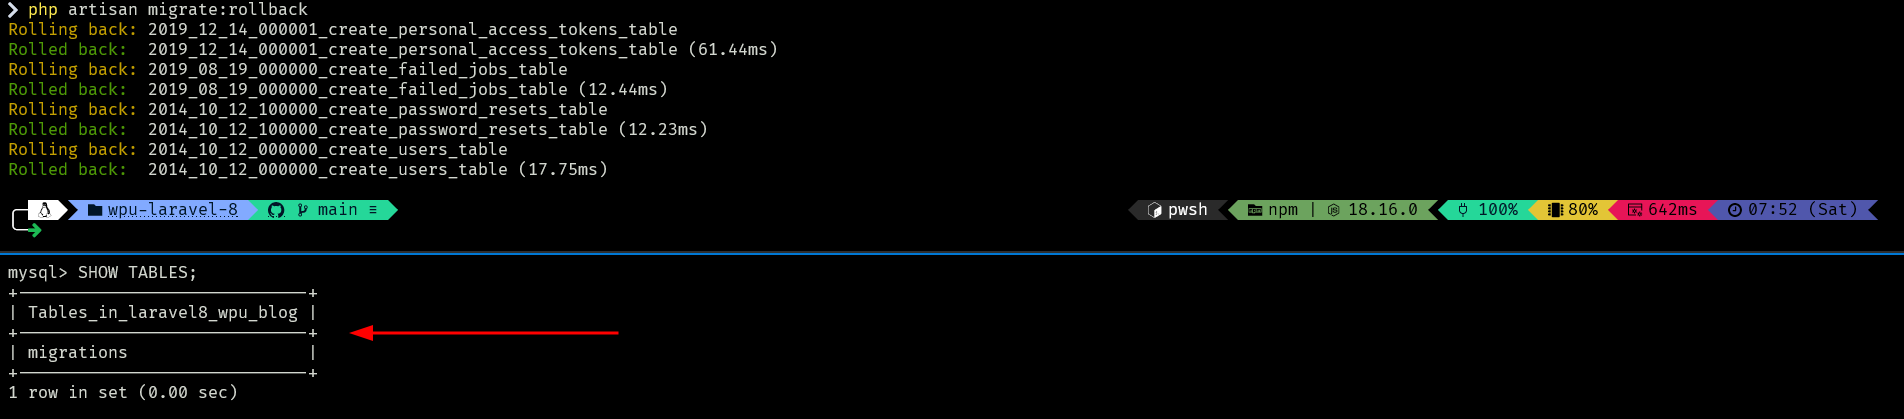 ❯ php artisan migrate:rollback
Rolling back: 2019_12_14_000001_create_personal_access_tokens_table
Rolled back:  2019_12_14_000001_create_personal_access_tokens_table (61.44ms)
Rolling back: 2019_08_19_000000_create_failed_jobs_table
Rolled back:  2019_08_19_000000_create_failed_jobs_table (12.44ms)
Rolling back: 2014_10_12_100000_create_password_resets_table
Rolled back:  2014_10_12_100000_create_password_resets_table (12.23ms)
Rolling back: 2014_10_12_000000_create_users_table
Rolled back:  2014_10_12_000000_create_users_table (17.75ms)
wpu-laravel-8 main ≡ pwsh npm | 18.16.0 100% 80% 642ms 07:52 (Sat)
mysql> SHOW TABLES;
+----------------------------+
| Tables_in_laravel8_wpu_blog |
+----------------------------+
| migrations                 |
+----------------------------+
1 row in set (0.00 sec)